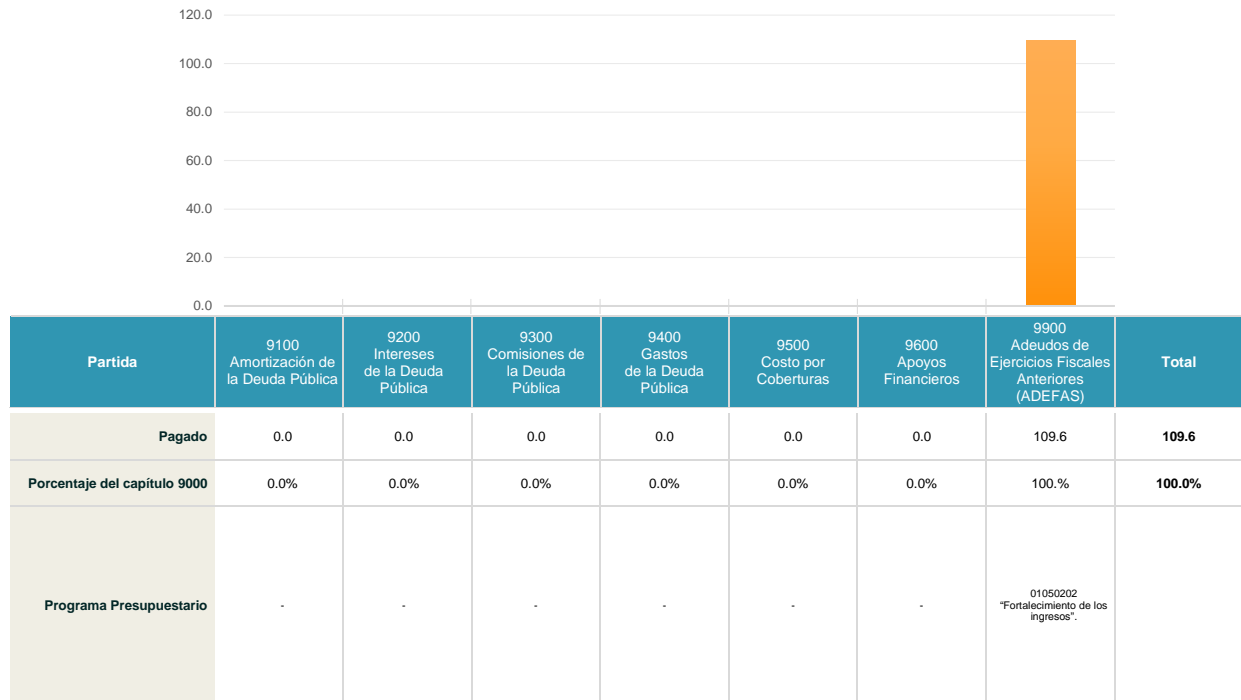 120.0
100.0
80.0
60.0
40.0
20.0
0.0
Partida
9100
Amortización de
la Deuda Pública
9200
Intereses
de la Deuda
Pública
9300
Comisiones de
la Deuda
Pública
9400
Gastos
de la Deuda
Pública
9500
Costo por
Coberturas
9600
Apoyos
Financieros
9900
Adeudos de
Ejercicios Fiscales
Anteriores
(ADEFAS)
Total
Pagado 0.0 0.0 0.0 0.0 0.0 0.0 109.6 109.6
Porcentaje del capítulo 9000 0.0% 0.0% 0.0% 0.0% 0.0% 0.0% 100.% 100.0%
Programa Presupuestario - - - - - -
01050202
“Fortalecimiento de los
ingresos”.